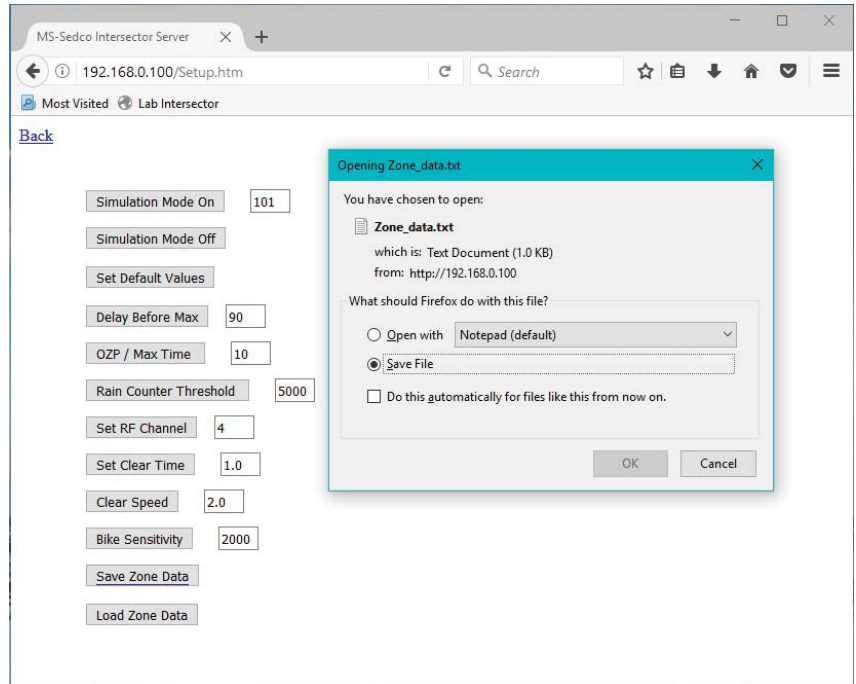 MS-Sedco Intersector Server
192.168.0.100/Setup.htm
Search
Most Visited
Lab Intersector
Back
Simulation Mode On 101
Simulation Mode Off
Set Default Values
Delay Before Max 90
OZP / Max Time 10
Rain Counter Threshold 5000
Set RF Channel 4
Set Clear Time 1.0
Clear Speed 2.0
Bike Sensitivity 2000
Save Zone Data
Load Zone Data
Opening Zone_data.txt
You have chosen to open:
Zone_data.txt
which is: Text Document (1.0 KB)
from: http://192.168.0.100
What should Firefox do with this file?
Open with Notepad (default)
Save File
Do this automatically for files like this from now on.
OK Cancel